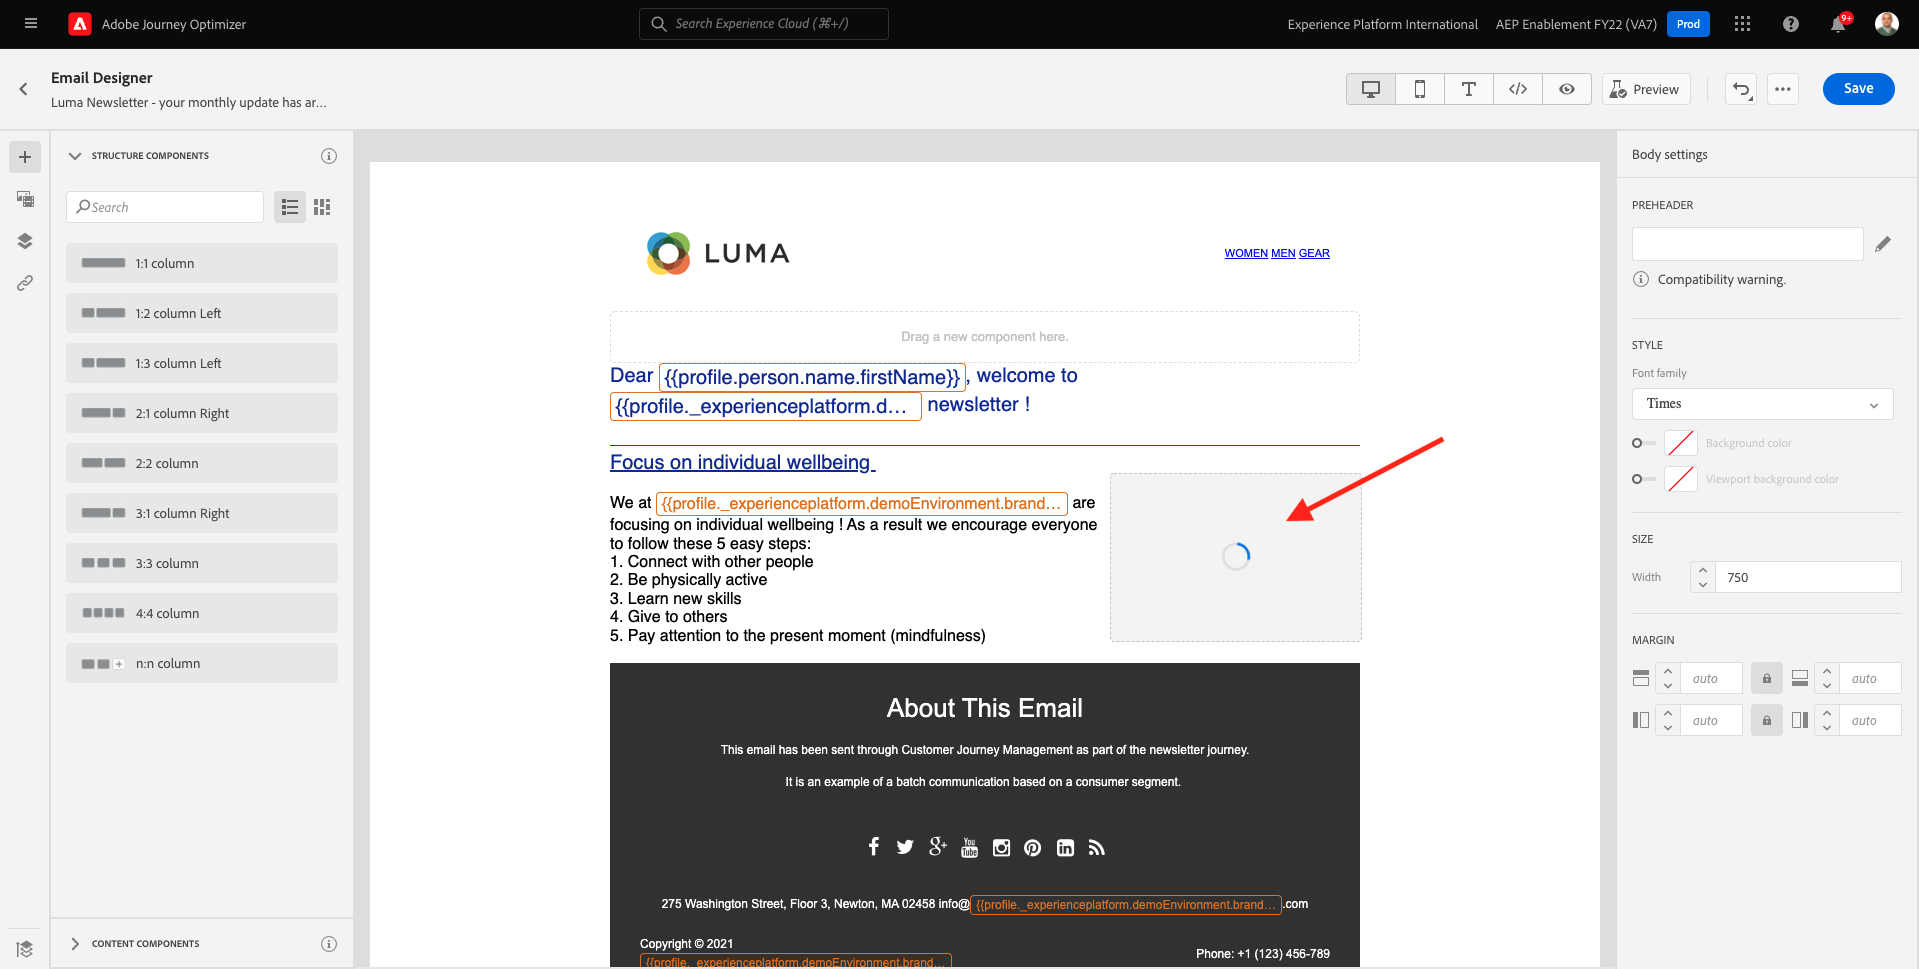 Adobe Journey Optimizer
Search Experience Cloud (⌘+/)
Experience Platform International
AEP Enablement FY22 (VA7)
Prod
9+
Email Designer
Luma Newsletter - your monthly update has ar...
Preview
Save
STRUCTURE COMPONENTS
Search
1:1 column
1:2 column Left
1:3 column Left
2:1 column Right
2:2 column
3:1 column Right
3:3 column
4:4 column
n:n column
CONTENT COMPONENTS
LUMA
WOMEN MEN GEAR
Drag a new component here.
Dear {{profile.person.name.firstName}}, welcome to
{{profile._experienceplatform.d... newsletter !
Focus on individual wellbeing
We at {{profile._experienceplatform.demoEnvironment.brand... are
focusing on individual wellbeing ! As a result we encourage everyone
to follow these 5 easy steps:
1. Connect with other people
2. Be physically active
3. Learn new skills
4. Give to others
5. Pay attention to the present moment (mindfulness)
About This Email
This email has been sent through Customer Journey Management as part of the newsletter journey.
It is an example of a batch communication based on a consumer segment.
You Tube
275 Washington Street, Floor 3, Newton, MA 02458 info@{{profile._experienceplatform.demoEnvironment.brand... .com
Copyright © 2021
{{profile._experienceplatform.demoEnvironment.brand...
Phone: +1 (123) 456-789
Body settings
PREHEADER
Compatibility warning.
STYLE
Font family
Times
Background color
Viewport background color
SIZE
Width
750
MARGIN
auto
auto
auto
auto